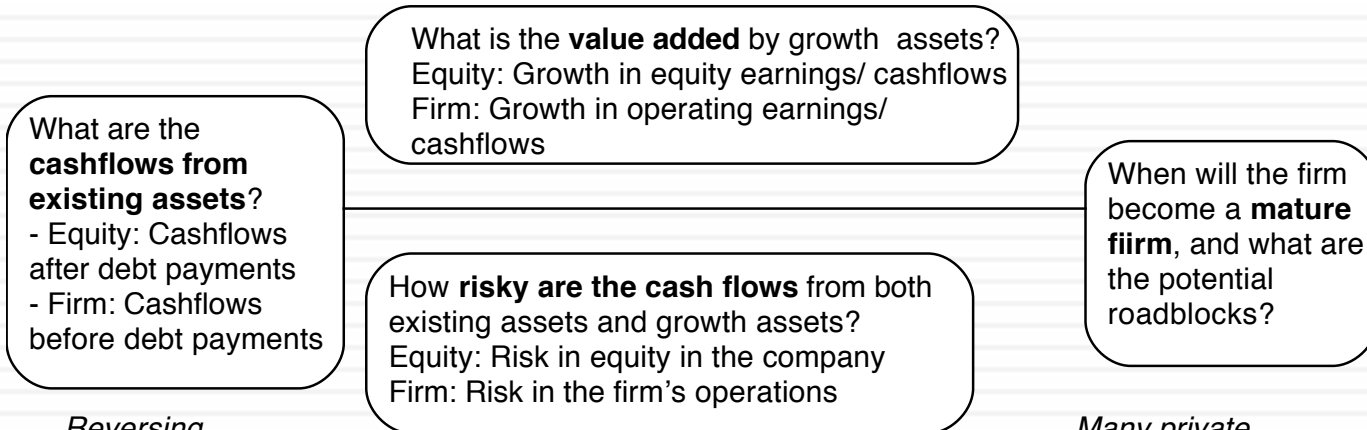 What is the value added by growth assets?
Equity: Growth in equity earnings/ cashflows
Firm: Growth in operating earnings/
cashflows
What are the
cashflows from
existing assets?
- Equity: Cashflows
after debt payments
- Firm: Cashflows
before debt payments
How risky are the cash flows from both
existing assets and growth assets?
Equity: Risk in equity in the company
Firm: Risk in the firm's operations
When will the firm
become a mature
fiirm, and what are
the potential
roadblocks?
Reversing
Many private